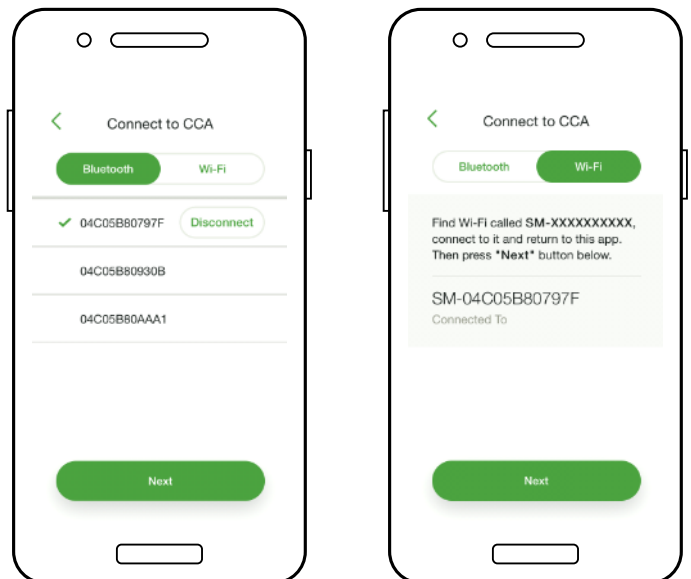 Connect to CCA
Bluetooth Wi-Fi
04C05B80797F Disconnect
04C05B80930B
04C05B80AAA1
Next
Connect to CCA
Bluetooth Wi-Fi
Find Wi-Fi called SM-XXXXXXXXXX,
connect to it and return to this app.
Then press "Next" button below.
SM-04C05B80797F
Connected To
Next